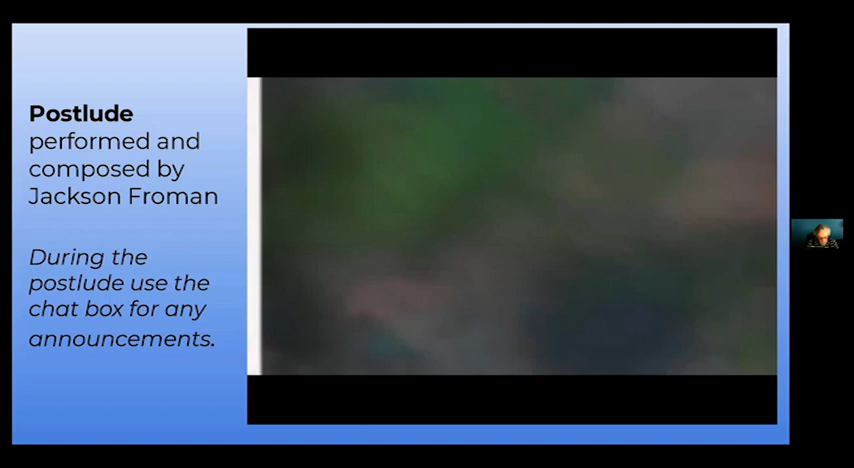 Postlude
performed and
composed by
Jackson Froman
During the
postlude use the
chat box for any
announcements.